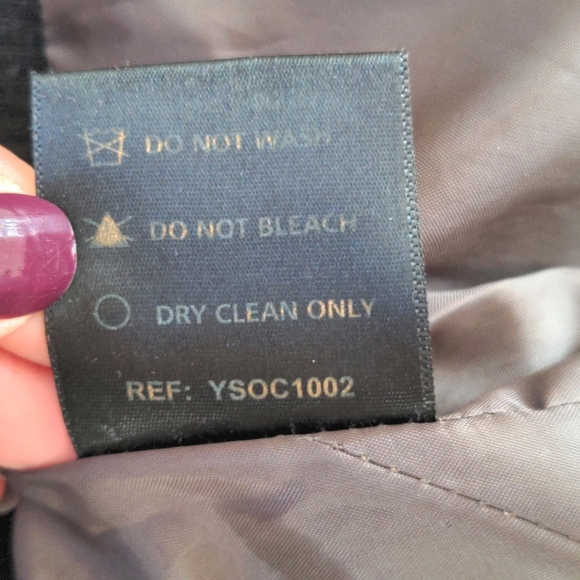 DO NOT WASH
DO NOT BLEACH
DRY CLEAN ONLY
REF: YSOC1002